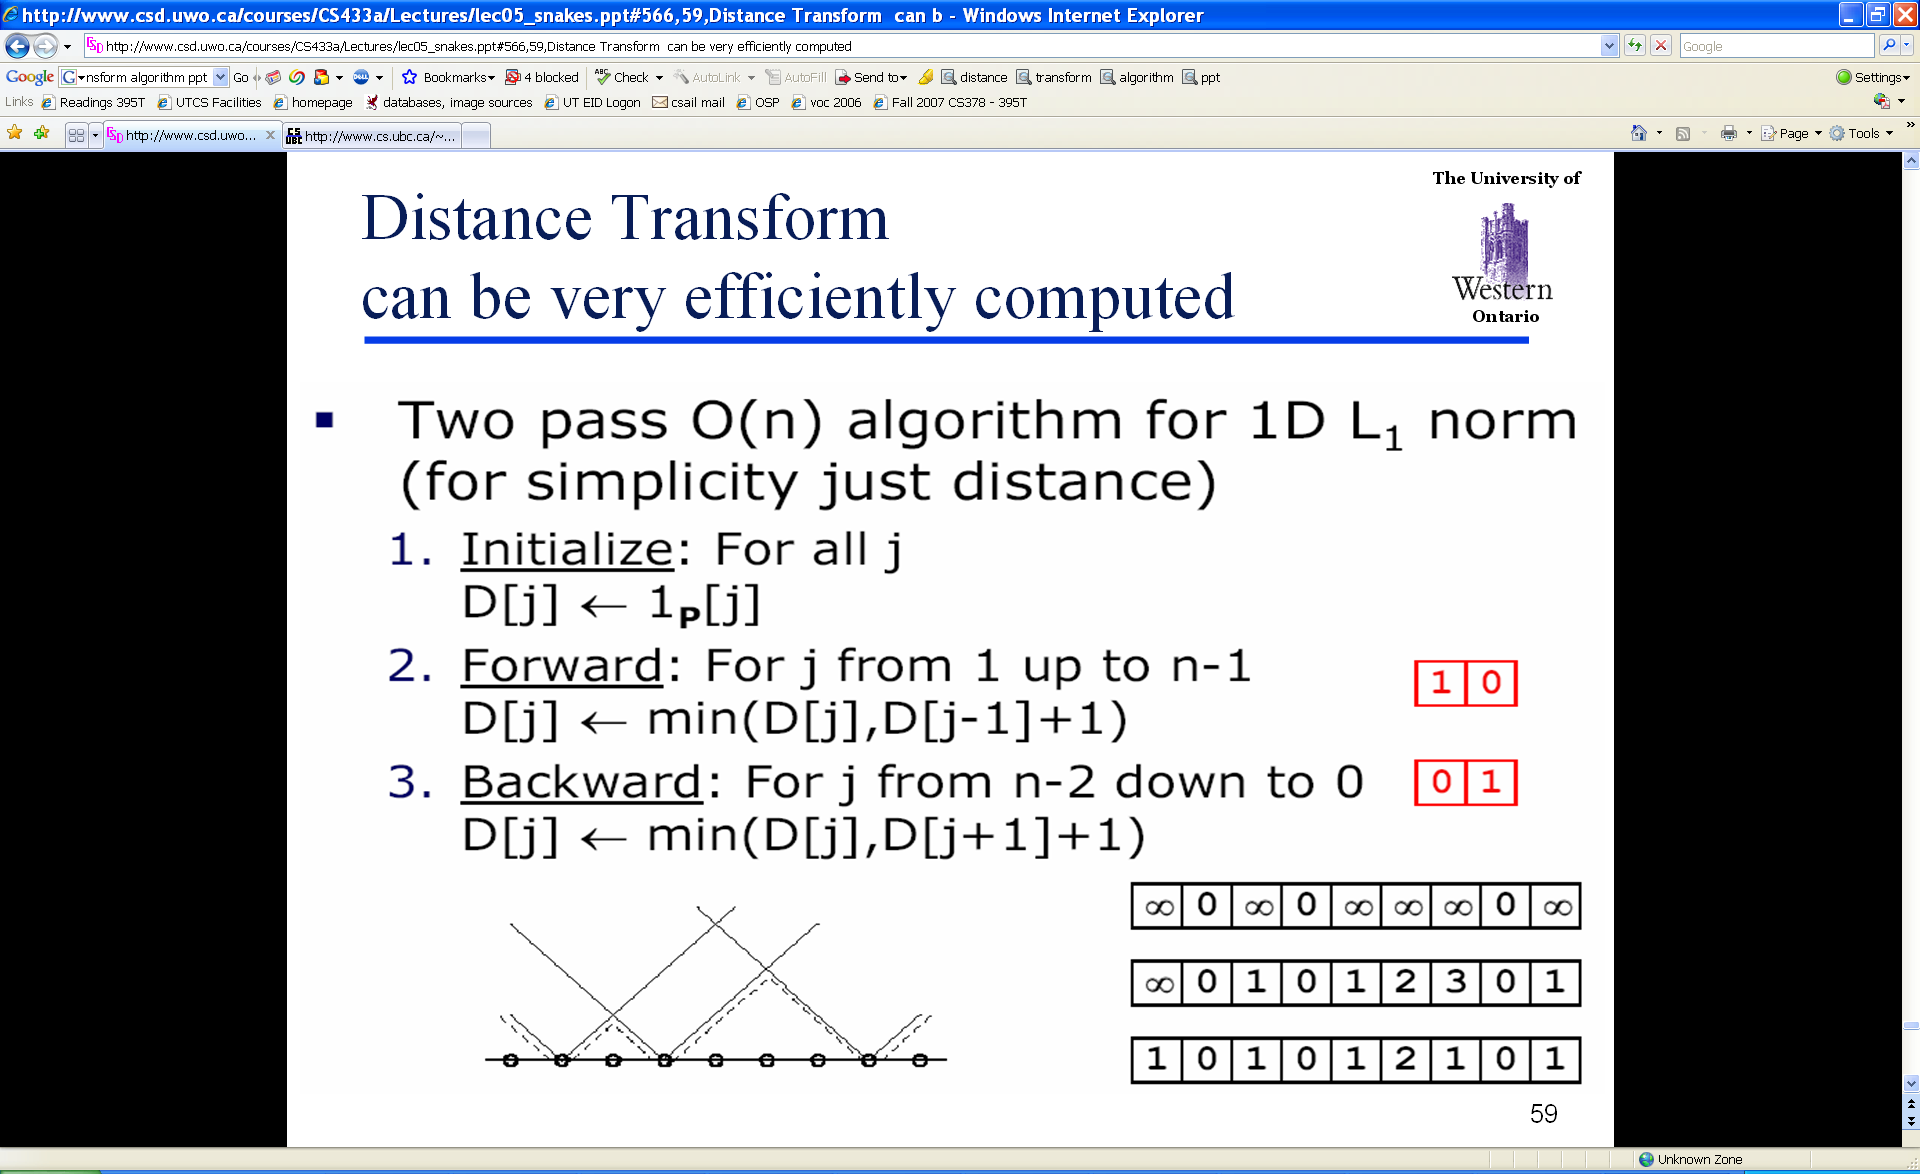 http://www.csd.uwo.ca/courses/CS433a/Lectures/lec05_snakes.ppt#566,59,Distance Transform  can b - Windows Internet Explorer
http://www.csd.uwo.ca/courses/CS433a/Lectures/lec05_snakes.ppt#566,59,Distance Transform  can be very efficiently computed
Google
Google nsform algorithm ppt Go Bookmarks 4 blocked Check AutoLink AutoFill Send to distance transform algorithm ppt Settings
Links Readings 395T UTCS Facilities homepage databases, image sources UT EID Logon csail mail OSP voc 2006 Fall 2007 CS378 - 395T
http://www.csd.uwo... http://www.cs.ubc.ca/~... Page Tools
The University of
Western
Ontario
Distance Transform
can be very efficiently computed
Two pass O(n) algorithm for 1D L₁ norm
(for simplicity just distance)
1. Initialize: For all j
D[j] ← 1P[j]
2. Forward: For j from 1 up to n-1
D[j] ← min(D[j],D[j-1]+1)
1 0
3. Backward: For j from n-2 down to 0
D[j] ← min(D[j],D[j+1]+1)
0 1
∞ 0 ∞ 0 ∞ ∞ ∞ 0 ∞
∞ 0 1 0 1 2 3 0 1
1 0 1 0 1 2 1 0 1
59
Unknown Zone